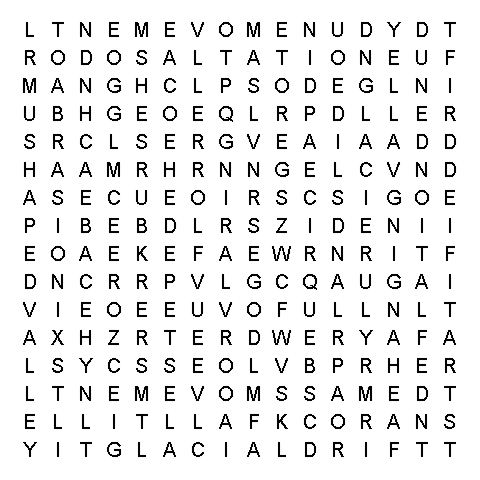 L T N E M E V O M E N U D Y D T
R O D O S A L T A T I O N E U F
M A N G H C L P S O D E G L N I
U B H G E O E Q L R P D L L E R
S R C L S E R G V E A I A A D D
H A A M R H R N N G E L C V N D
A S E C U E O I R S C S I G O E
P I B E B D L R S Z I D E N I I
E O A E K E F A E W R N R I T F
D N C R R P V L G C Q A U G A I
V I E O E E U V O F U L L N L T
A X H Z R T E R D W E R Y A F A
L S Y C S S E O L V B P R H E R
L T N E M E V O M S S A M E D T
E L L I T L L A F K C O R A N S
Y I T G L A C I A L D R I F T T